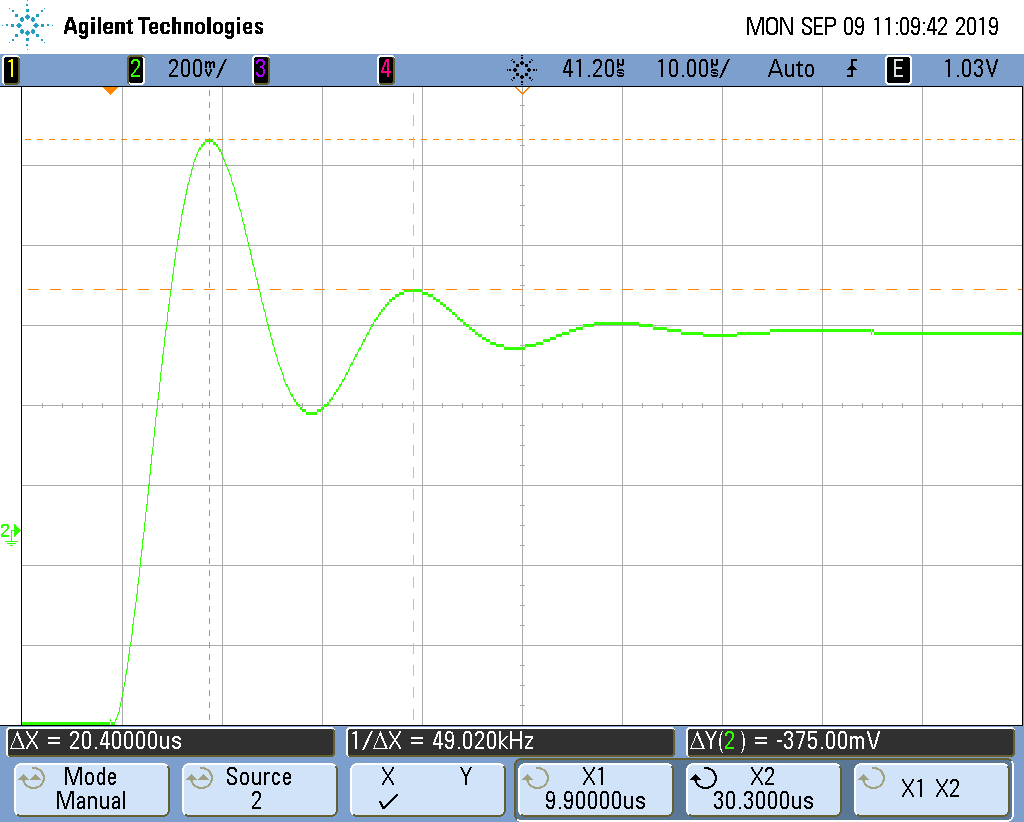 Agilent Technologies
MON SEP 09 11:09:42 2019
1 2 200mV/ 3 4 41.20us 10.00us/ Auto E 1.03V
2
ΔX = 20.40000us 1/ΔX = 49.020kHz ΔY(2) = -375.00mV
Mode Source X Y X1 X2 X1 X2
Manual 2 9.90000us 30.3000us